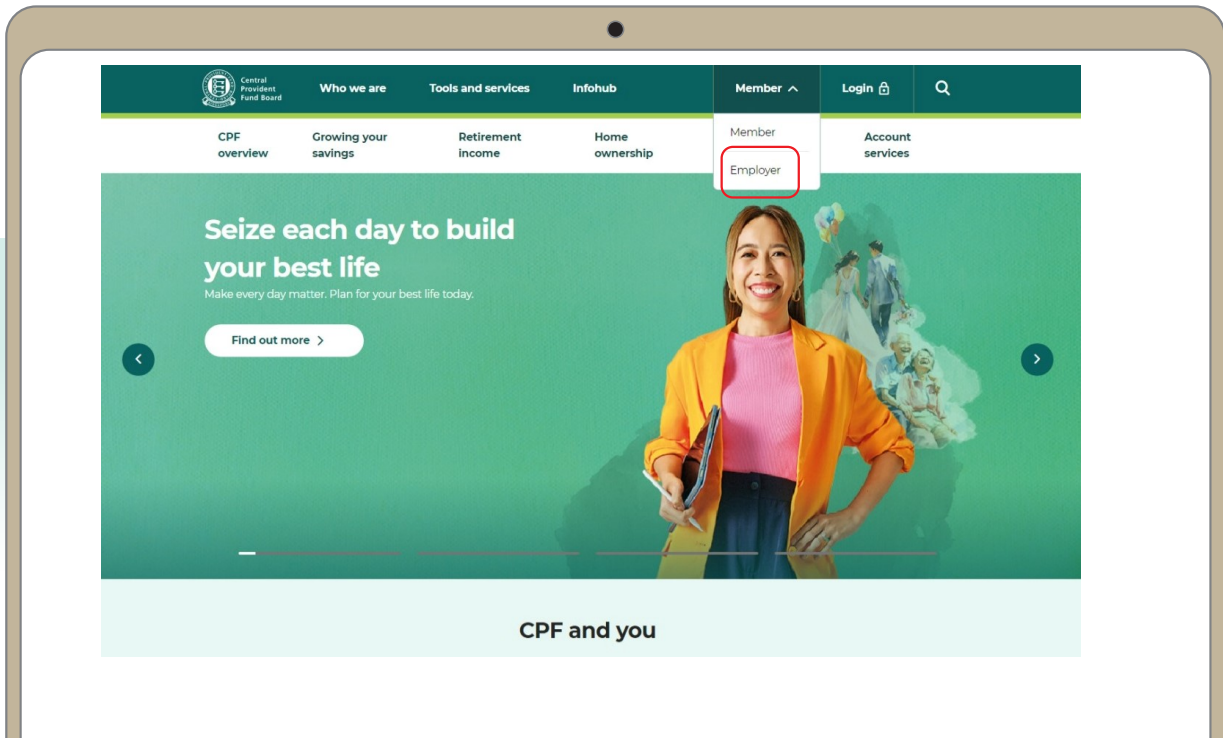 Central
Provident
Fund Board
Who we are
Tools and services
Infohub
Member
Login
CPF
overview
Growing your
savings
Retirement
income
Home
ownership
Member
Employer
Account
services
Seize each day to build
your best life
Make every day matter. Plan for your best life today.
Find out more
CPF and you